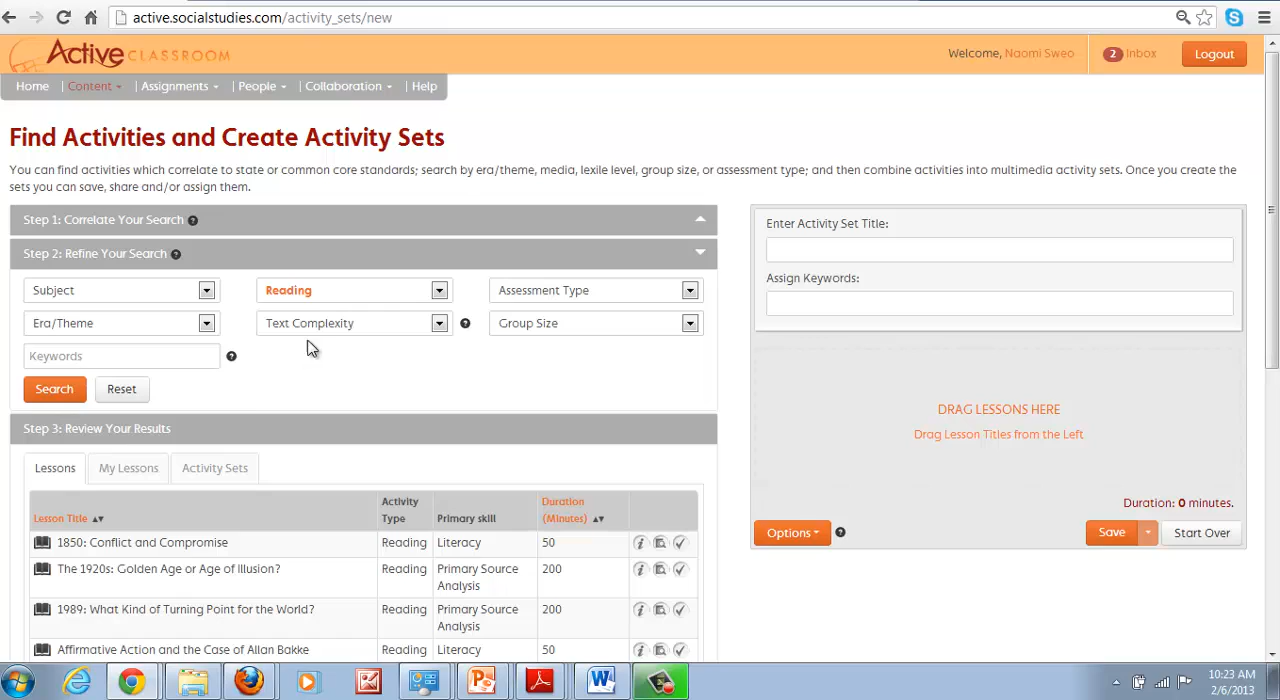 active.socialstudies.com/activity_sets/new
Active CLASSROOM
Welcome, Naomi Sweo
2 Inbox
Logout
Home | Content | Assignments | People | Collaboration | Help
Find Activities and Create Activity Sets
You can find activities which correlate to state or common core standards; search by era/theme, media, lexile level, group size, or assessment type; and then combine activities into multimedia activity sets. Once you create the
sets you can save, share and/or assign them.
Step 1: Correlate Your Search
Step 2: Refine Your Search
Subject
Reading
Assessment Type
Era/Theme
Text Complexity
Group Size
Keywords
Search
Reset
Enter Activity Set Title:
Assign Keywords:
DRAG LESSONS HERE
Drag Lesson Titles from the Left
Duration: 0 minutes.
Options
Save
Start Over
Step 3: Review Your Results
Lessons
My Lessons
Activity Sets
Lesson Title
Activity
Type
Primary skill
Duration
(Minutes)
1850: Conflict and Compromise Reading Literacy 50
The 1920s: Golden Age or Age of Illusion? Reading Primary Source 200
Analysis
1989: What Kind of Turning Point for the World? Reading Primary Source 200
Analysis
Affirmative Action and the Case of Allan Bakke Reading Literacy 50
10:23 AM
2/6/2013